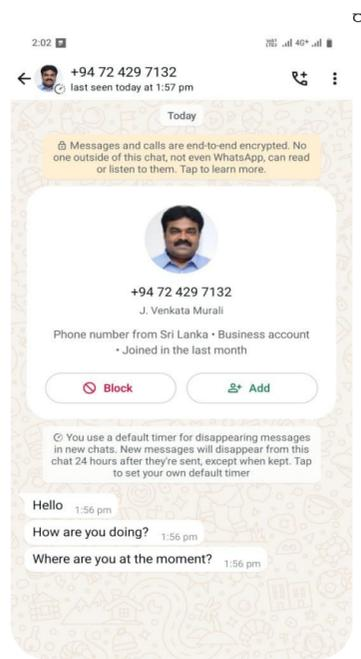 2:02
4G+
+94 72 429 7132
last seen today at 1:57 pm
Today
Messages and calls are end-to-end encrypted. No
one outside of this chat, not even WhatsApp, can read
or listen to them. Tap to learn more.
+94 72 429 7132
J. Venkata Murali
Phone number from Sri Lanka • Business account
• Joined in the last month
Block
Add
You use a default timer for disappearing messages
in new chats. New messages will disappear from this
chat 24 hours after they're sent, except when kept. Tap
to set your own default timer
Hello 1:56 pm
How are you doing? 1:56 pm
Where are you at the moment? 1:56 pm